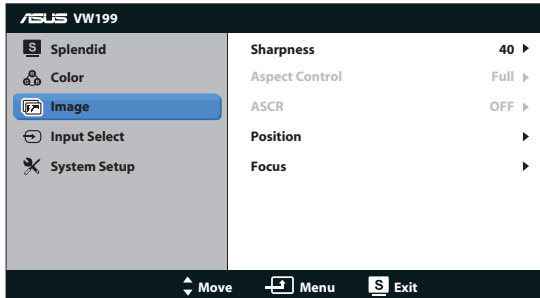 ASUS VW199
S Splendid
Color
Image
Input Select
System Setup
Sharpness 40
Aspect Control Full
ASCR OFF
Position
Focus
Move Menu S Exit